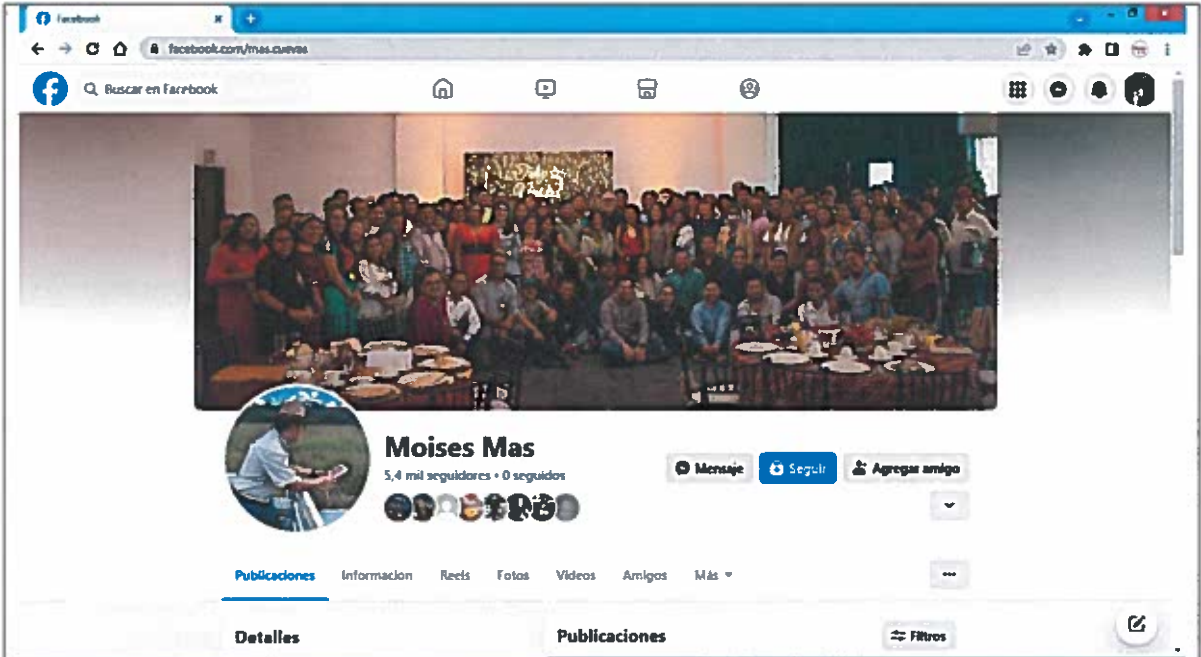 Facebook
facebook.com/mas.cuevas
Buscar en Facebook
Moises Mas
5,4 mil seguidores • 0 seguidos
Mensaje
Seguir
Agregar amigo
Publicaciones
Informacion
Reels
Fotos
Videos
Amigos
Más
Detalles
Publicaciones
Filtros